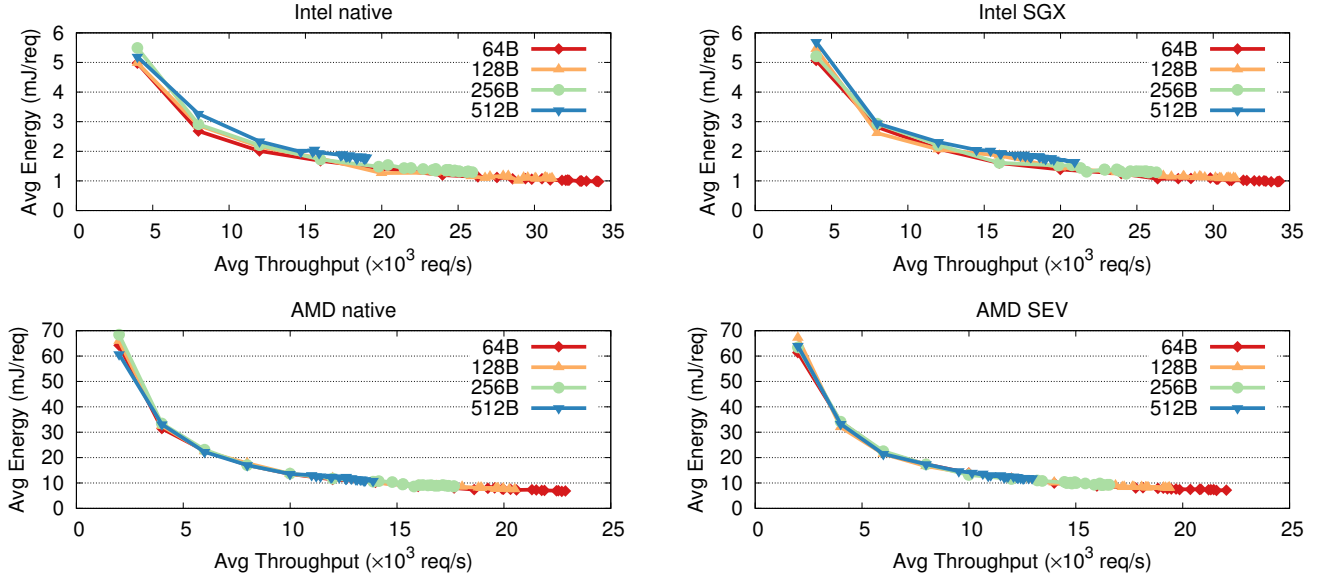 Intel native
Avg Energy (mJ/req)
6
5
4
3
2
1
0
64B
128B
256B
512B
0 5 10 15 20 25 30 35
Avg Throughput (×10³ req/s)
Intel SGX
Avg Energy (mJ/req)
6
5
4
3
2
1
0
64B
128B
256B
512B
0 5 10 15 20 25 30 35
Avg Throughput (×10³ req/s)
AMD native
Avg Energy (mJ/req)
70
60
50
40
30
20
10
0
64B
128B
256B
512B
0 5 10 15 20 25
Avg Throughput (×10³ req/s)
AMD SEV
Avg Energy (mJ/req)
70
60
50
40
30
20
10
0
64B
128B
256B
512B
0 5 10 15 20 25
Avg Throughput (×10³ req/s)